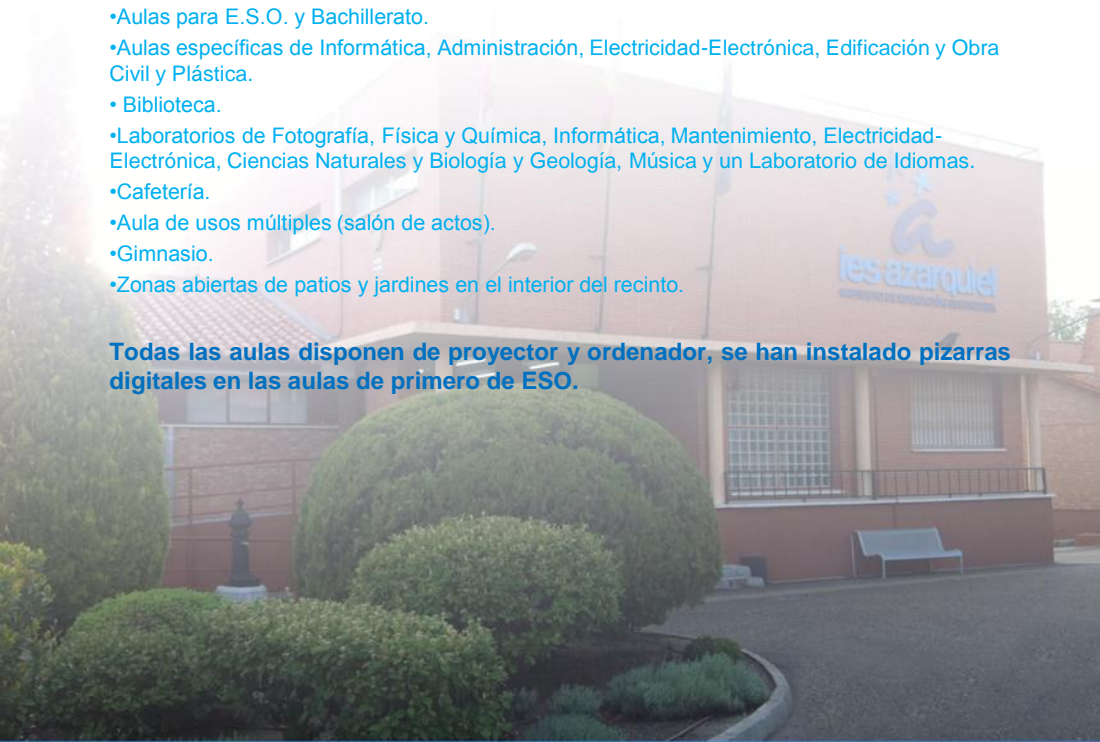 •Aulas para E.S.O. y Bachillerato.
•Aulas específicas de Informática, Administración, Electricidad-Electrónica, Edificación y Obra
Civil y Plástica.
• Biblioteca.
•Laboratorios de Fotografía, Física y Química, Informática, Mantenimiento, Electricidad-
Electrónica, Ciencias Naturales y Biología y Geología, Música y un Laboratorio de Idiomas.
•Cafetería.
•Aula de usos múltiples (salón de actos).
•Gimnasio.
•Zonas abiertas de patios y jardines en el interior del recinto.
ies azarquiel
Todas las aulas disponen de proyector y ordenador, se han instalado pizarras
digitales en las aulas de primero de ESO.